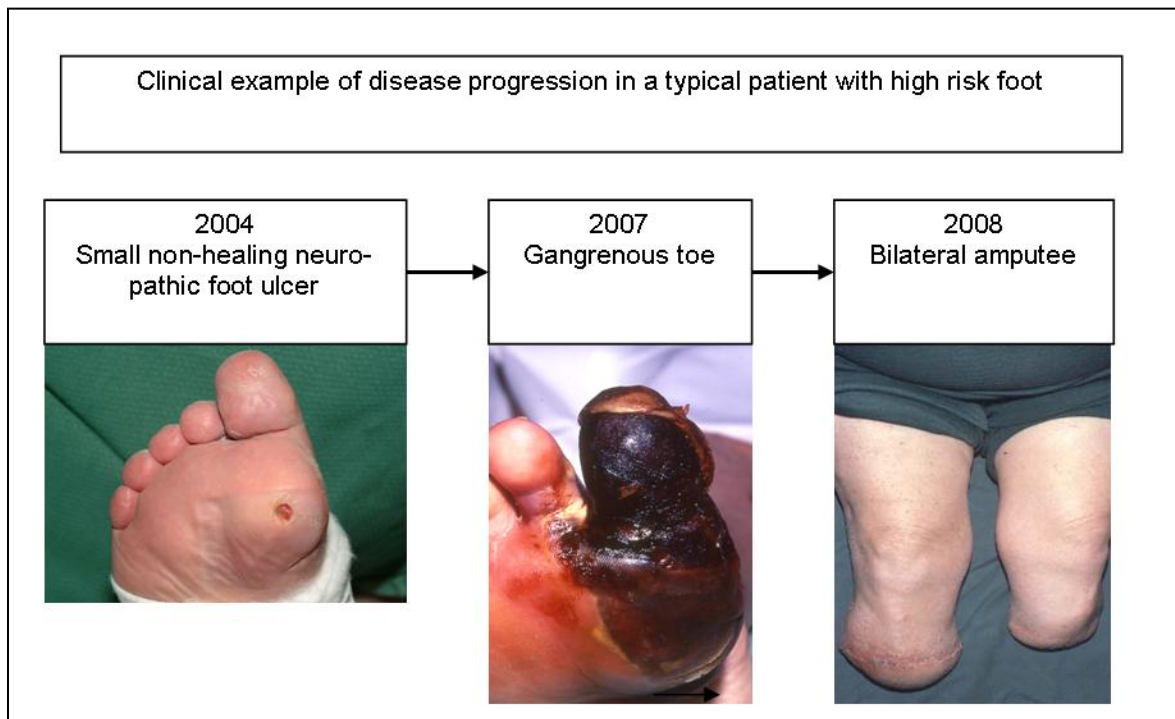 Clinical example of disease progression in a typical patient with high risk foot
2004
Small non-healing neuro-
pathic foot ulcer
2007
Gangrenous toe
2008
Bilateral amputee